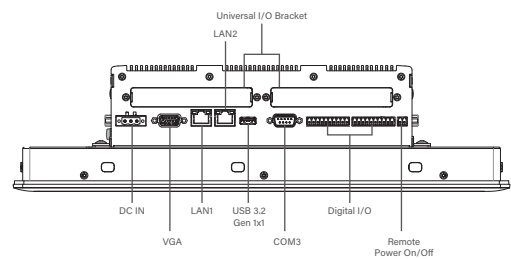 Universal I/O Bracket
LAN2
DC IN
LAN1
USB 3.2
Gen 1x1
Digital I/O
VGA
COM3
Remote
Power On/Off